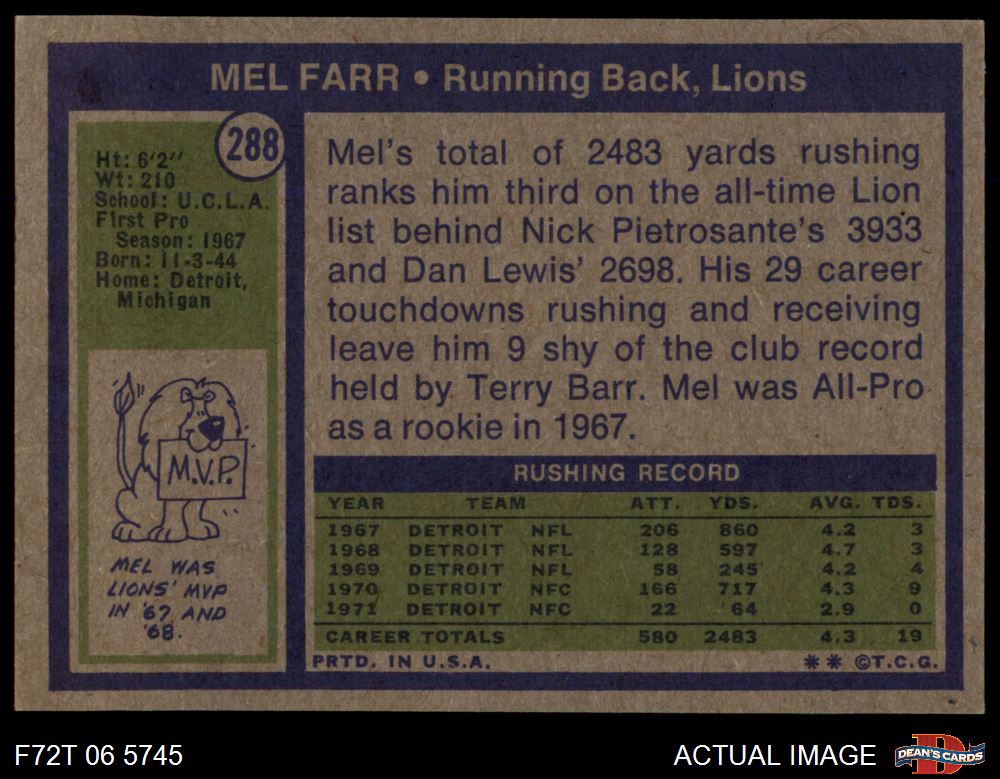 MEL FARR • Running Back, Lions
288
Ht: 6'2"
Wt: 210
School: U.C.L.A.
First Pro
Season: 1967
Born: 11-3-44
Home: Detroit,
Michigan
M.V.P.
MEL WAS
LIONS' MVP
IN '67 AND
'68.
Mel's total of 2483 yards rushing
ranks him third on the all-time Lion
list behind Nick Pietrosante's 3933
and Dan Lewis' 2698. His 29 career
touchdowns rushing and receiving
leave him 9 shy of the club record
held by Terry Barr. Mel was All-Pro
as a rookie in 1967.
RUSHING RECORD
YEAR TEAM ATT. YDS. AVG. TDS.
1967 DETROIT NFL 206 860 4.2 3
1968 DETROIT NFL 128 597 4.7 3
1969 DETROIT NFL 58 245 4.2 4
1970 DETROIT NFC 166 717 4.3 9
1971 DETROIT NFC 22 64 2.9 0
CAREER TOTALS 580 2483 4.3 19
PRTD. IN U.S.A. ** ©T.C.G.
F72T 06 5745 ACTUAL IMAGE D DEAN'S CARDS